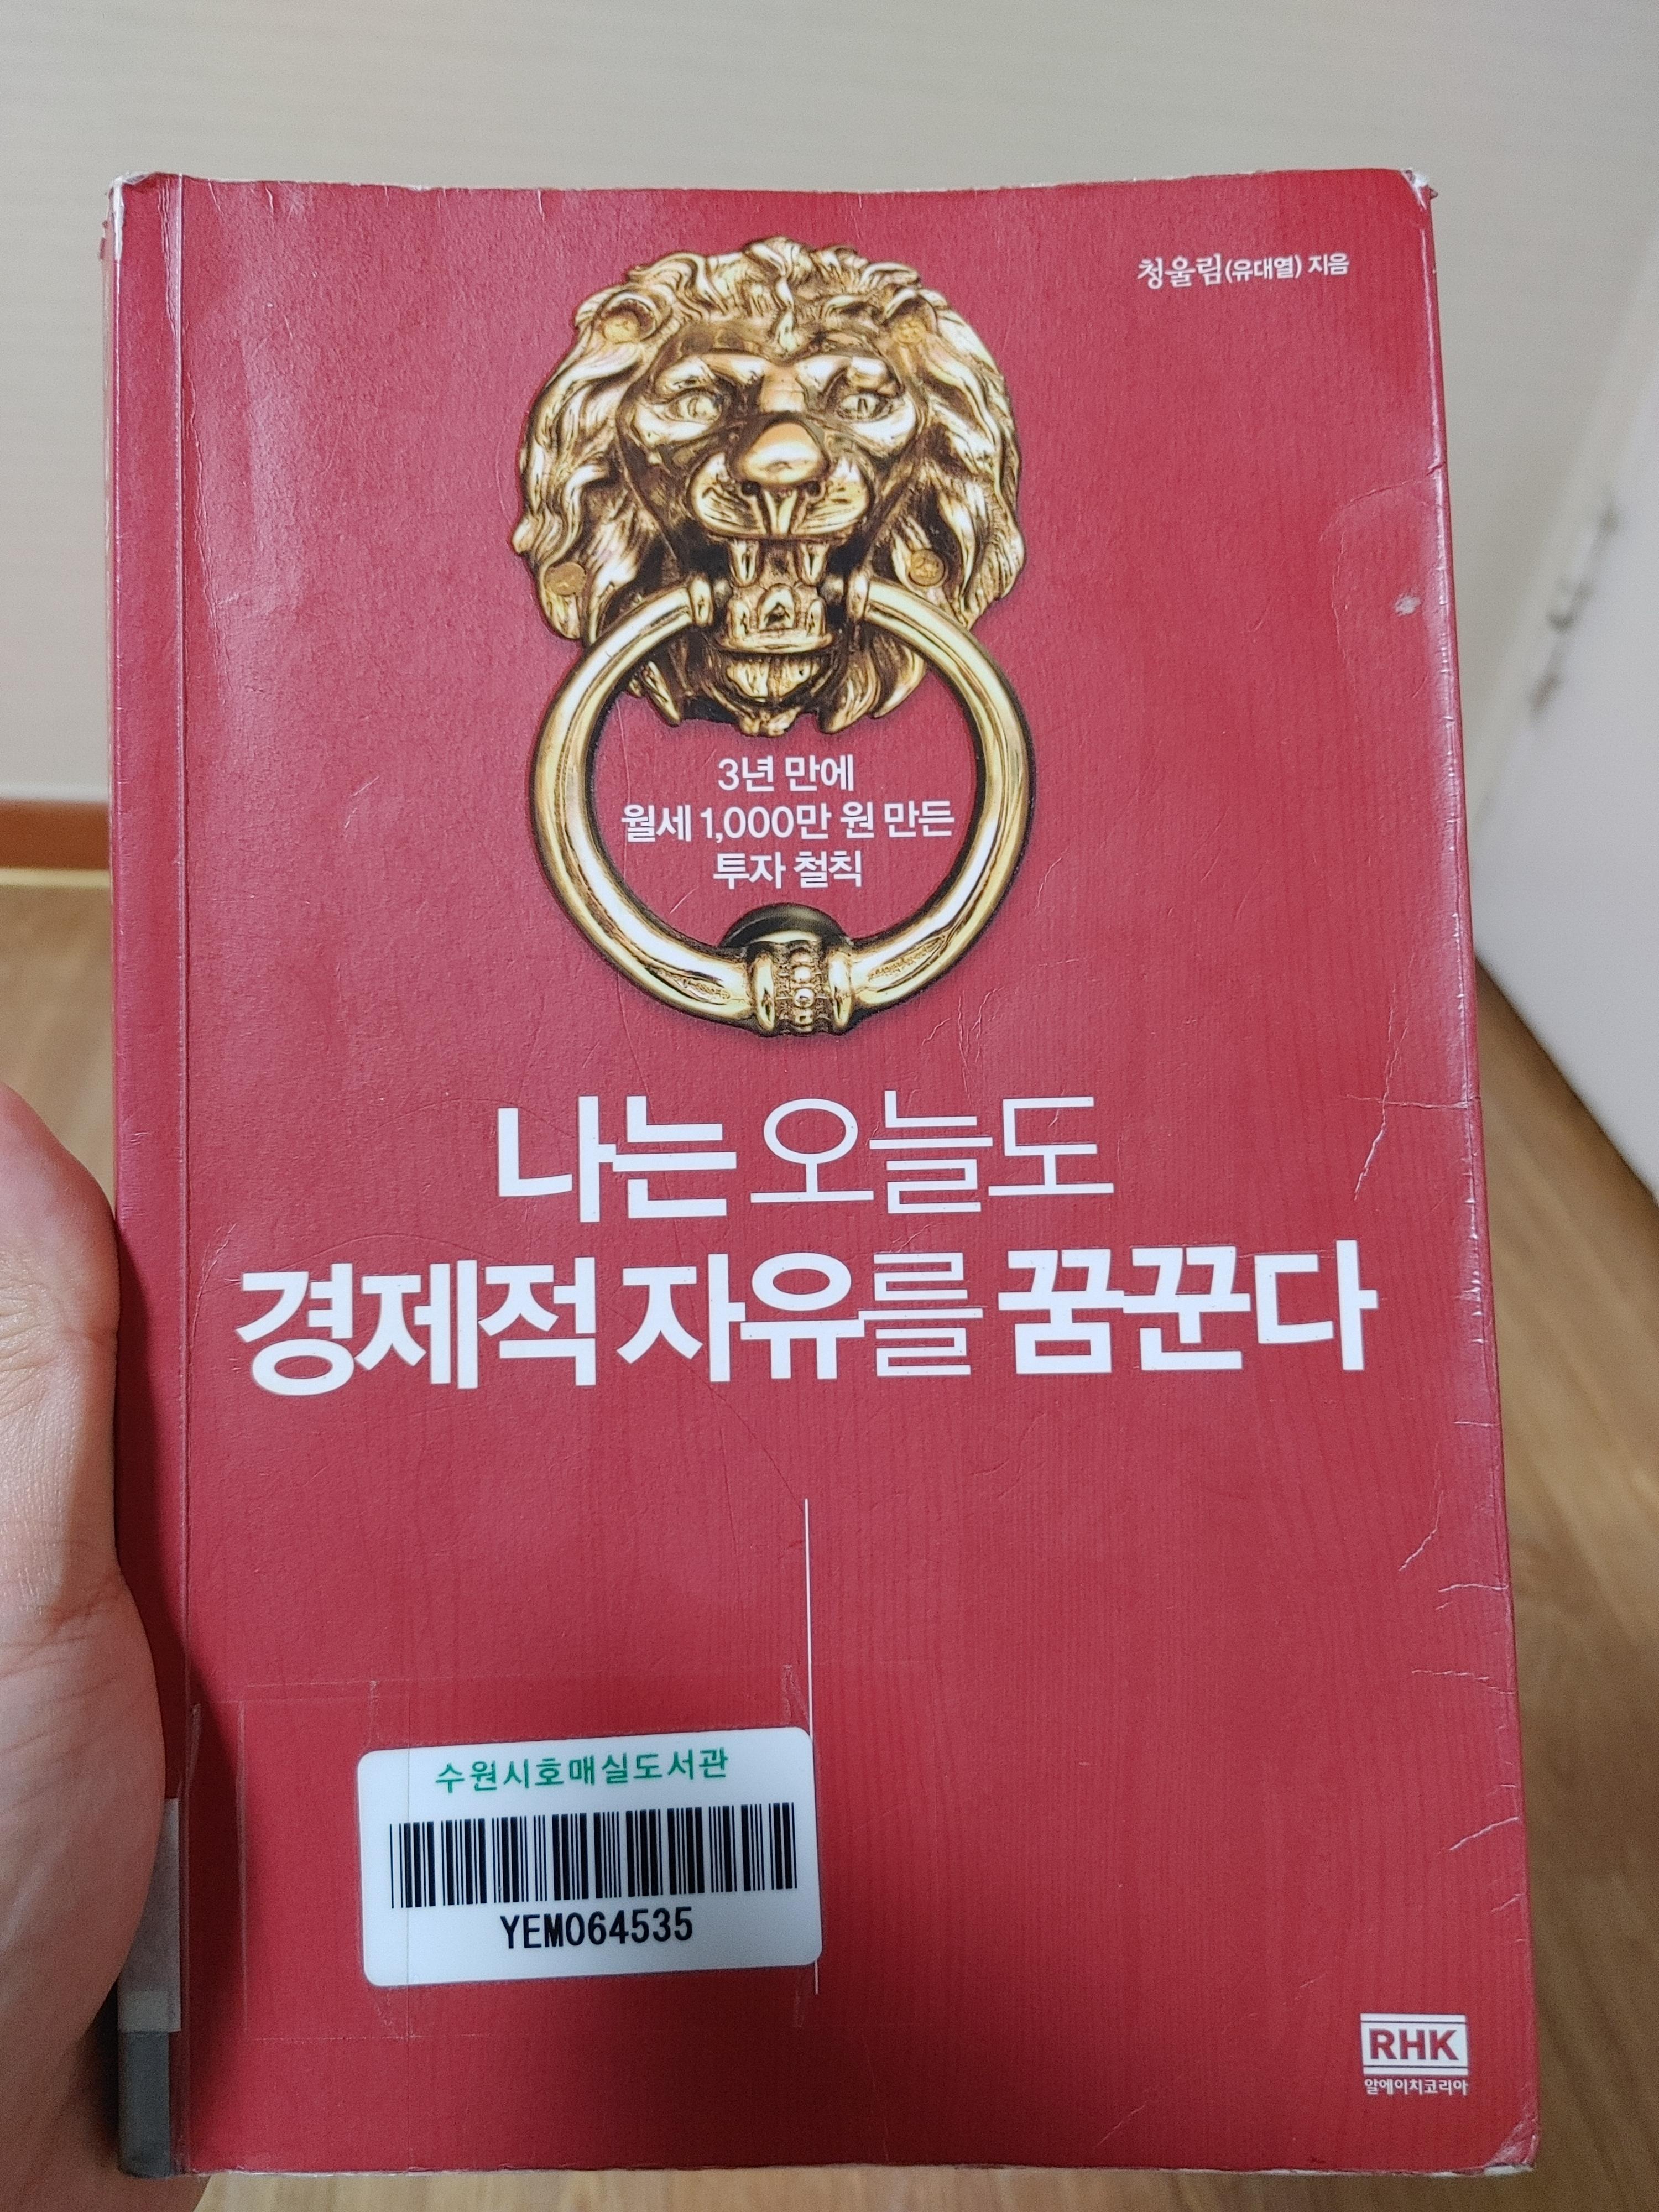 청울림(유대열) 지음
3년 만에
월세 1,000만 원 만든
투자 철칙
나는 오늘도
경제적 자유를 꿈꾼다
수원시호매실도서관
YEM064535
RHK
알에이치코리아